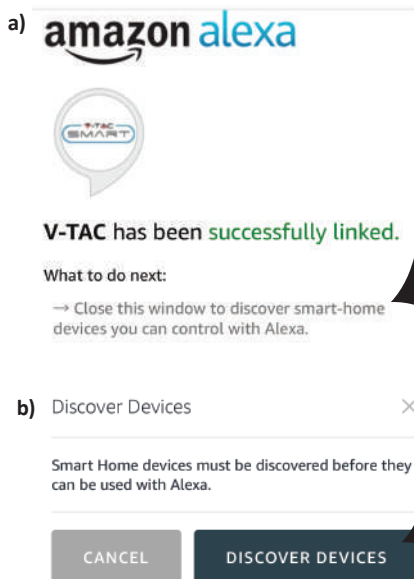 a) amazon alexa
V-TAC
SMART
V-TAC has been successfully linked.
What to do next:
→ Close this window to discover smart-home
devices you can control with Alexa.
b) Discover Devices
Smart Home devices must be discovered before they
can be used with Alexa.
CANCEL DISCOVER DEVICES